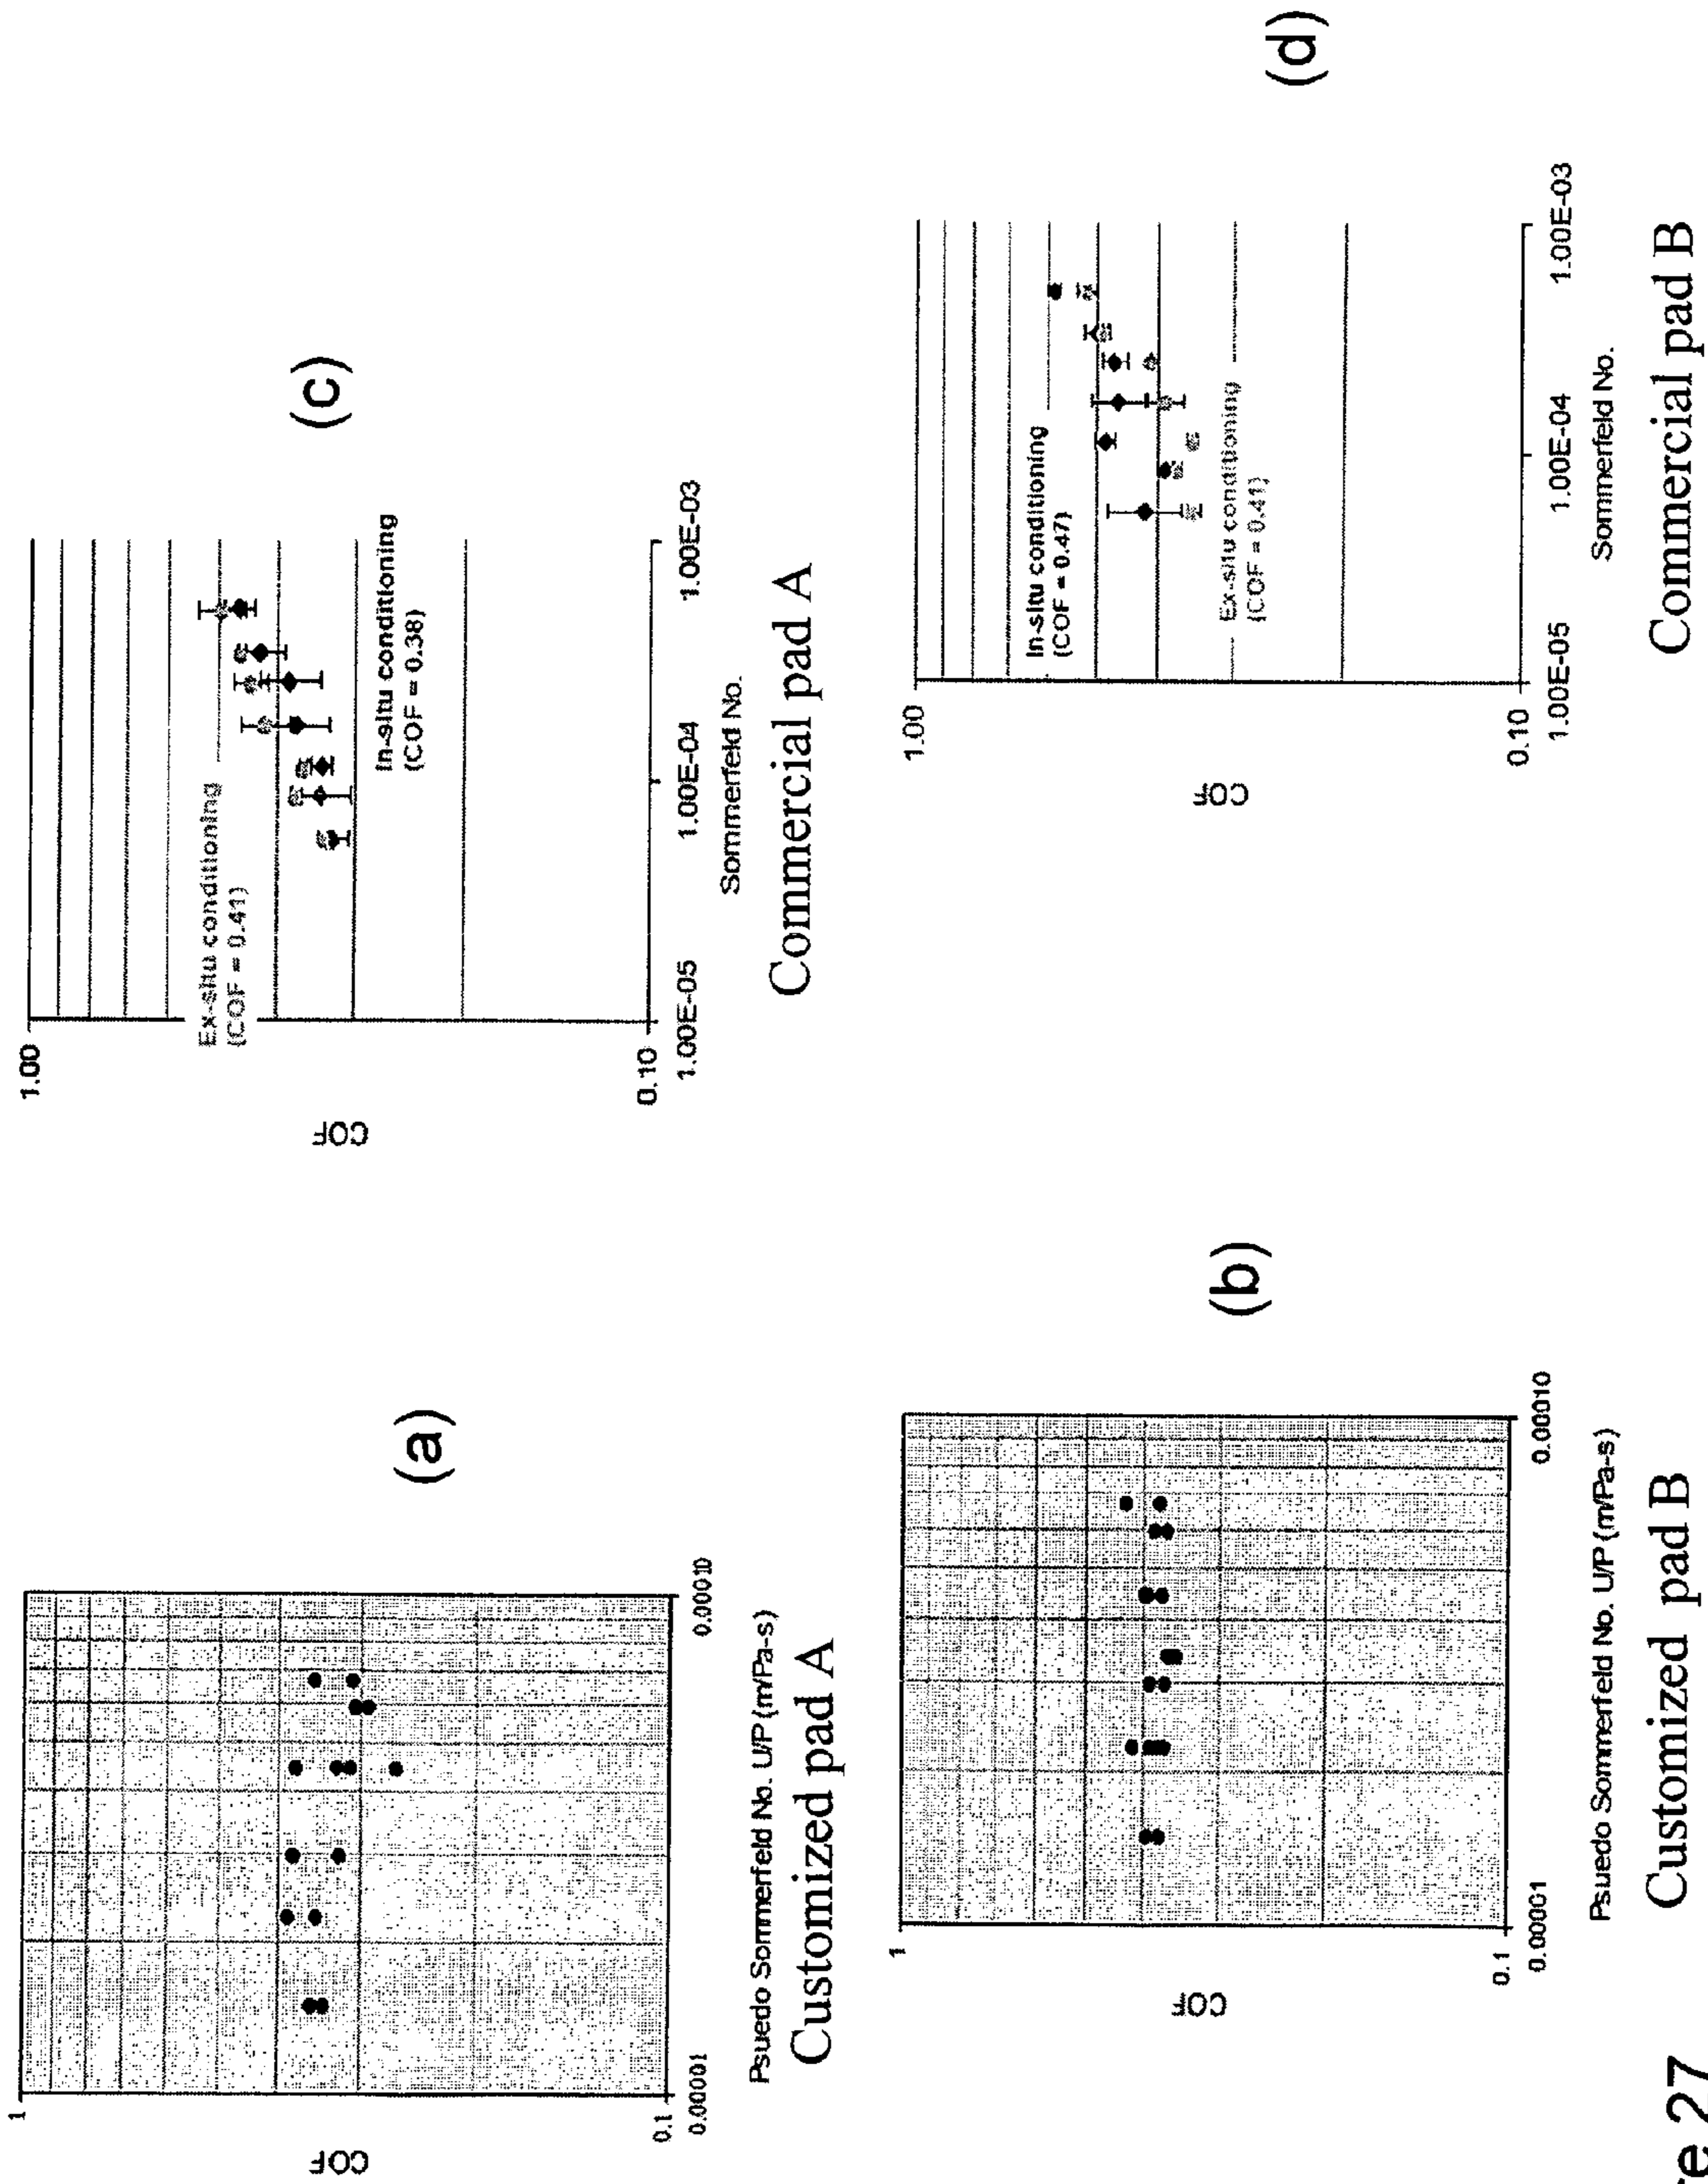 1
COF
0.1
0.00001
0.00010
Psuedo Sommerfeld No. U/P (m/Pa-s)
Customized pad A
(a)
1
COF
0.1
0.00001
0.00010
Psuedo Sommerfeld No. U/P (m/Pa-s)
Customized pad B
(b)
1.00
COF
0.10
1.00E-05
1.00E-04
1.00E-03
Sommerfeld No.
Ex-situ conditioning
(COF = 0.41)
In-situ conditioning
(COF = 0.38)
Commercial pad A
(c)
1.00
COF
0.10
1.00E-05
1.00E-04
1.00E-03
Sommerfeld No.
In-situ conditioning
(COF = 0.47)
Ex-situ conditioning
(COF = 0.41)
Commercial pad B
(d)
27